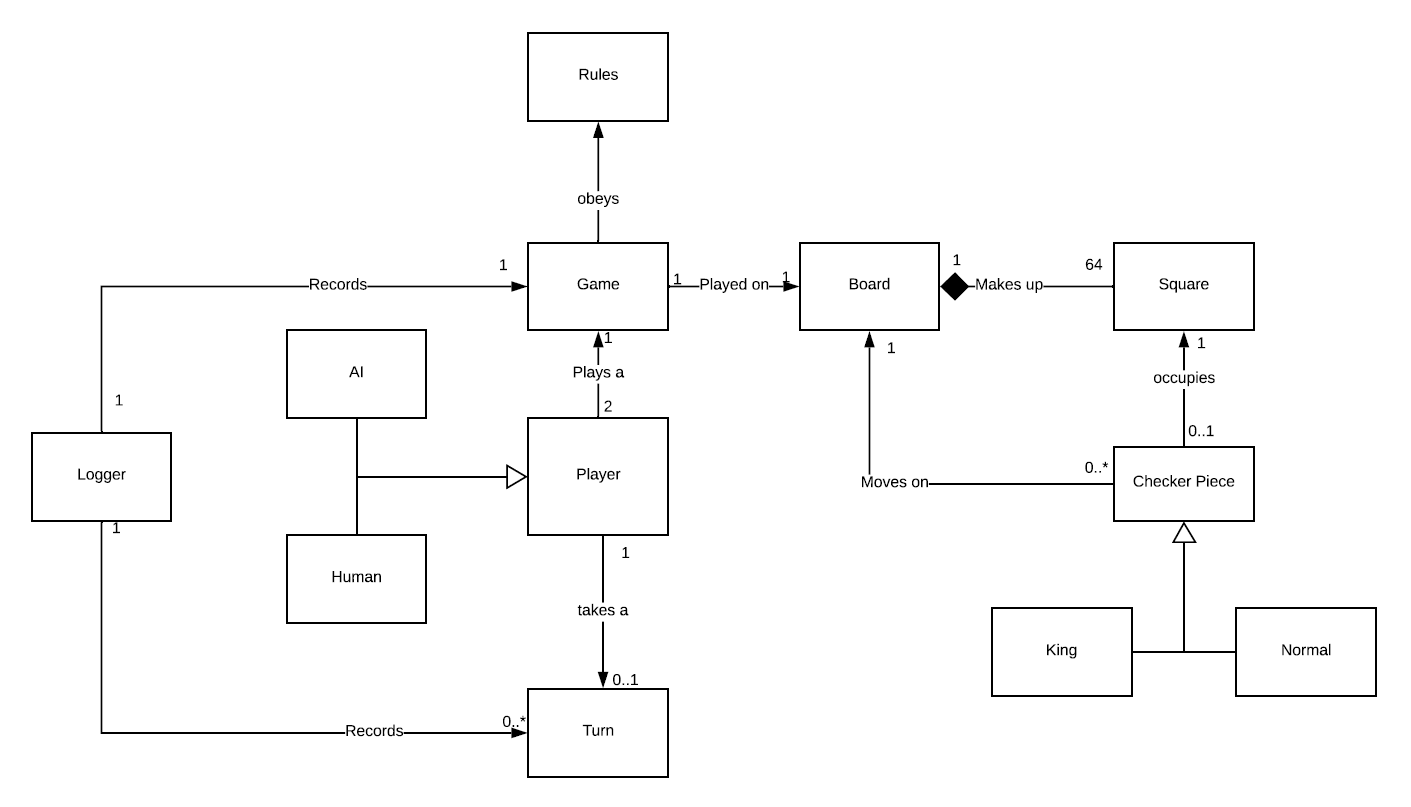 Rules
obeys
1
Records
1
Game
1
Played on
1
Board
1
Makes up
64
Square
AI
1
Plays a
2
1
1
occupies
0..1
Logger
1
Player
Moves on
0..*
Checker Piece
Human
1
takes a
0..1
King
Normal
Records
0..*
Turn